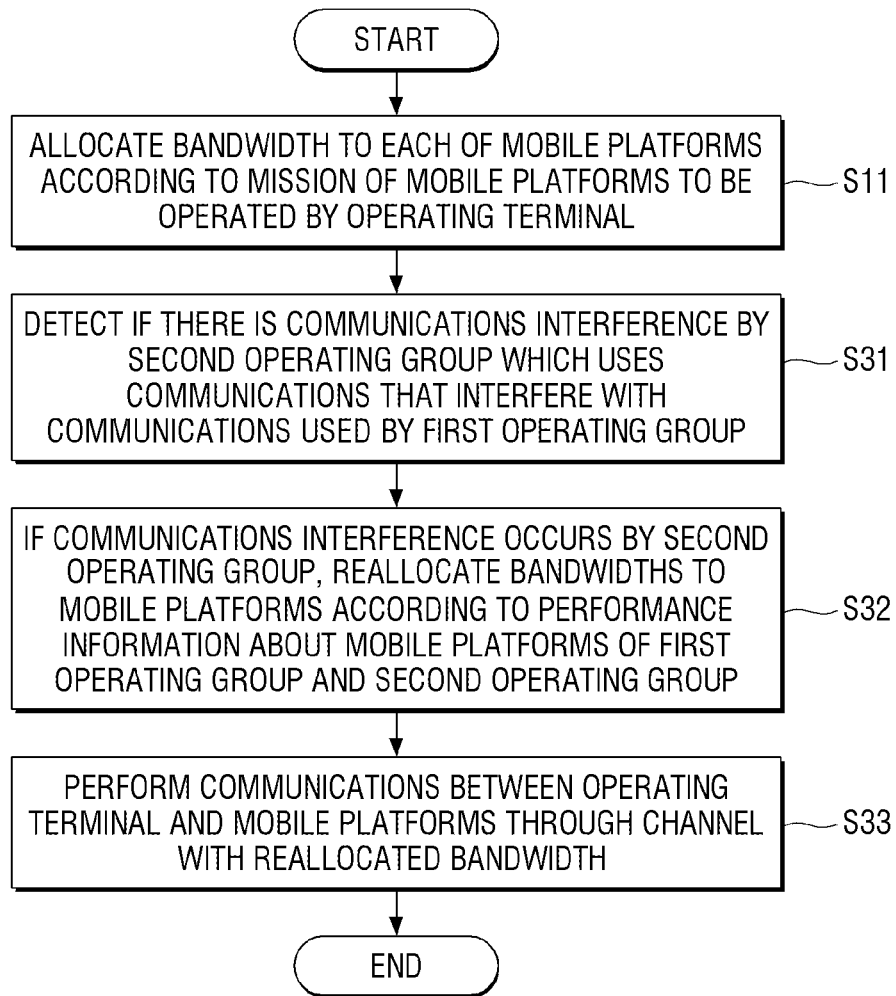 START
ALLOCATE BANDWIDTH TO EACH OF MOBILE PLATFORMS
ACCORDING TO MISSION OF MOBILE PLATFORMS TO BE
OPERATED BY OPERATING TERMINAL
S11
DETECT IF THERE IS COMMUNICATIONS INTERFERENCE BY
SECOND OPERATING GROUP WHICH USES
COMMUNICATIONS THAT INTERFERE WITH
COMMUNICATIONS USED BY FIRST OPERATING GROUP
S31
IF COMMUNICATIONS INTERFERENCE OCCURS BY SECOND
OPERATING GROUP, REALLOCATE BANDWIDTHS TO
MOBILE PLATFORMS ACCORDING TO PERFORMANCE
INFORMATION ABOUT MOBILE PLATFORMS OF FIRST
OPERATING GROUP AND SECOND OPERATING GROUP
S32
PERFORM COMMUNICATIONS BETWEEN OPERATING
TERMINAL AND MOBILE PLATFORMS THROUGH CHANNEL
WITH REALLOCATED BANDWIDTH
S33
END